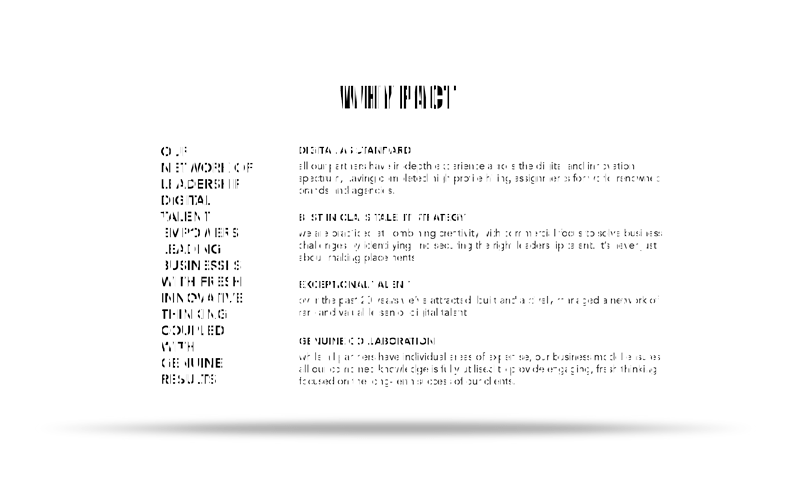 WHY PACT
OUR
NETWORK OF
LEADERSHIP
DIGITAL
TALENT
EMPOWERS
LEADING
BUSINESSES
WITH FRESH
INNOVATIVE
THINKING
COUPLED
WITH
GENUINE
RESULTS
DIGITAL AS STANDARD
all our partners have in-depth experience across the digital and innovation
spectrum, having completed high profile hiring assignments for world renowned
brands and agencies.
BEST IN CLASS TALENT STRATEGY
we are practiced at combining creativity with commercial tools to solve business
challenges by identifying and securing the right leadership talent. It's never just
about making placements
EXCEPTIONAL TALENT
over the past 20 years we've attracted, built and actively managed a network of
rare and valuable senior digital talent
GENUINE COLLABORATION
while all partners have individual areas of expertise, our business model ensures
all our combined knowledge is fully utilised to provide engaging, fresh thinking
focused on the long-term success of our clients.